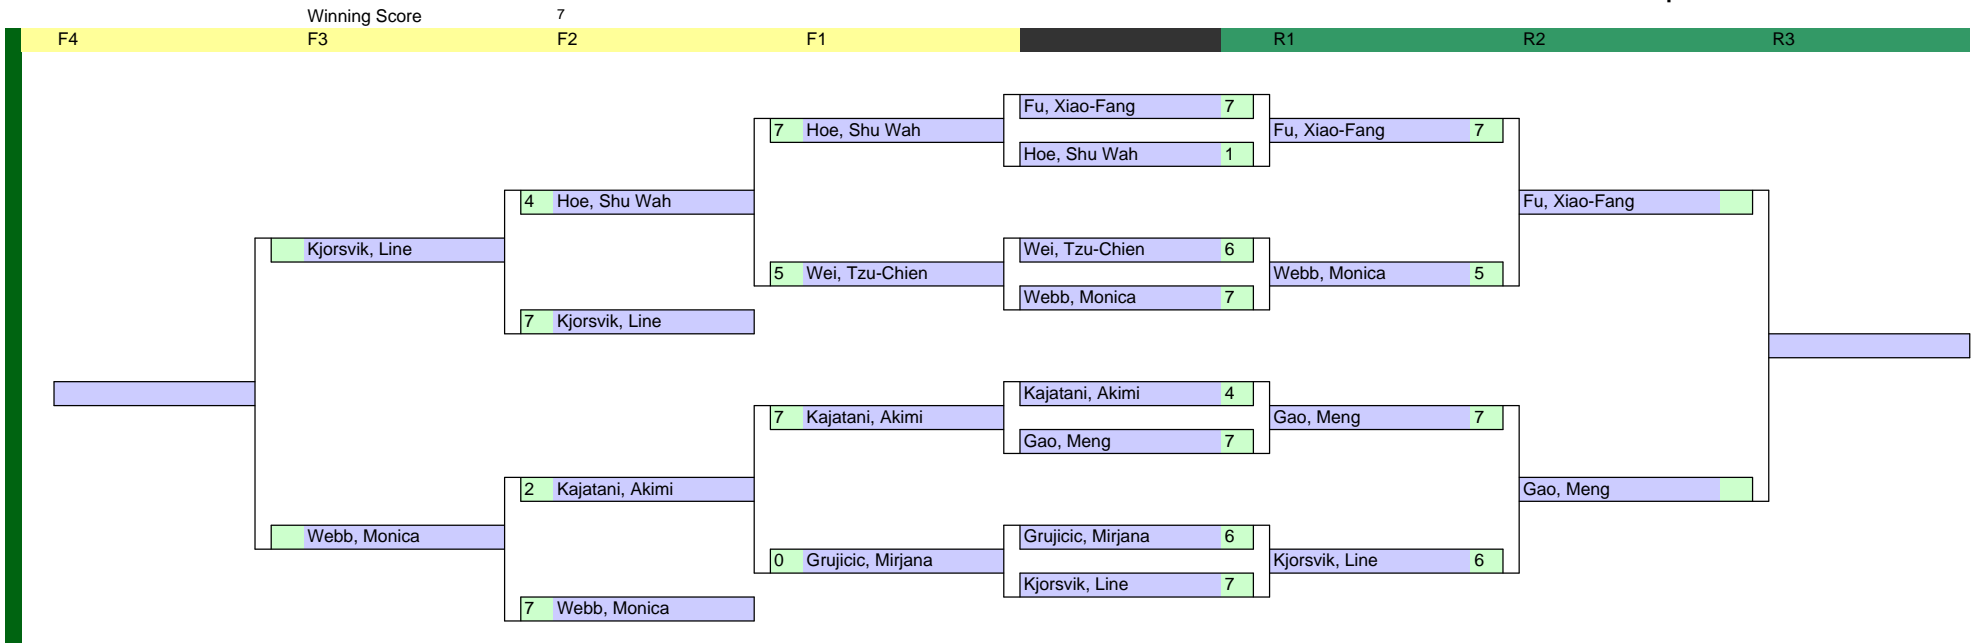 Winning Score 7
F4 F3 F2 F1 R1 R2 R3
Fu, Xiao-Fang 7
7 Hoe, Shu Wah Fu, Xiao-Fang 7
Hoe, Shu Wah 1
4 Hoe, Shu Wah Fu, Xiao-Fang
Kjorsvik, Line Wei, Tzu-Chien 6
5 Wei, Tzu-Chien Webb, Monica 5
Webb, Monica 7
7 Kjorsvik, Line
Kajatani, Akimi 4
7 Kajatani, Akimi Gao, Meng 7
Gao, Meng 7
2 Kajatani, Akimi Gao, Meng
Webb, Monica Grujicic, Mirjana 6
0 Grujicic, Mirjana Kjorsvik, Line 6
Kjorsvik, Line 7
7 Webb, Monica